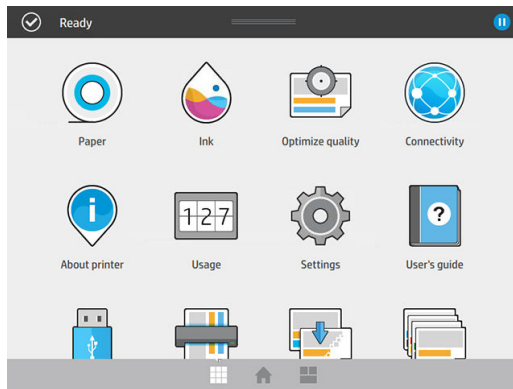 Ready
Paper
Ink
Optimize quality
Connectivity
i
127
?
About printer
Usage
Settings
User's guide